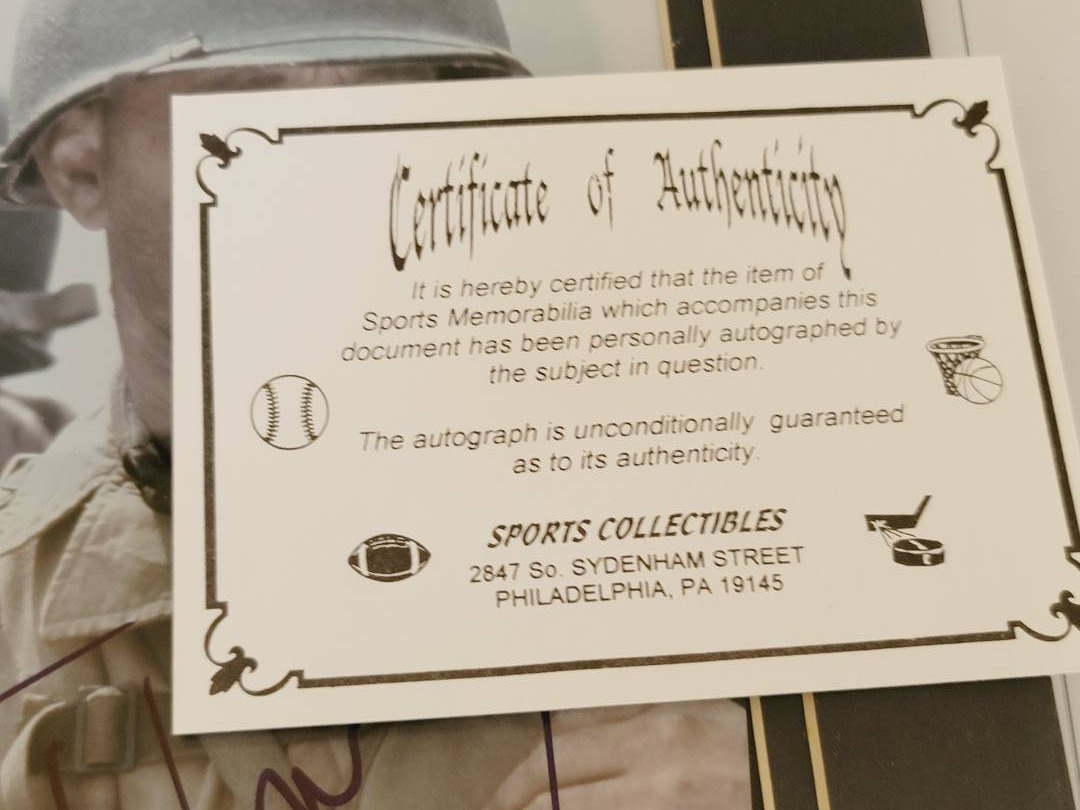 Certificate of Authenticity
It is hereby certified that the item of
Sports Memorabilia which accompanies this
document has been personally autographed by
the subject in question.
The autograph is unconditionally guaranteed
as to its authenticity.
SPORTS COLLECTIBLES
2847 So. SYDENHAM STREET
PHILADELPHIA, PA 19145